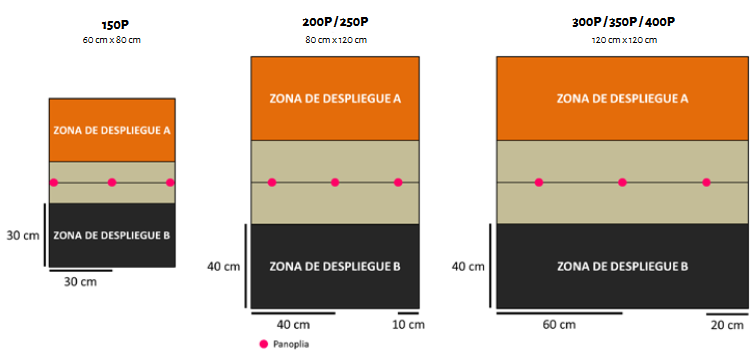 150P
60 cm x 80 cm
ZONA DE DESPLIEGUE A
ZONA DE DESPLIEGUE B
30 cm
30 cm
200P / 250P
80 cm x 120 cm
ZONA DE DESPLIEGUE A
ZONA DE DESPLIEGUE B
40 cm
40 cm
10 cm
Panoplia
300P / 350P / 400P
120 cm x 120 cm
ZONA DE DESPLIEGUE A
ZONA DE DESPLIEGUE B
40 cm
60 cm
20 cm